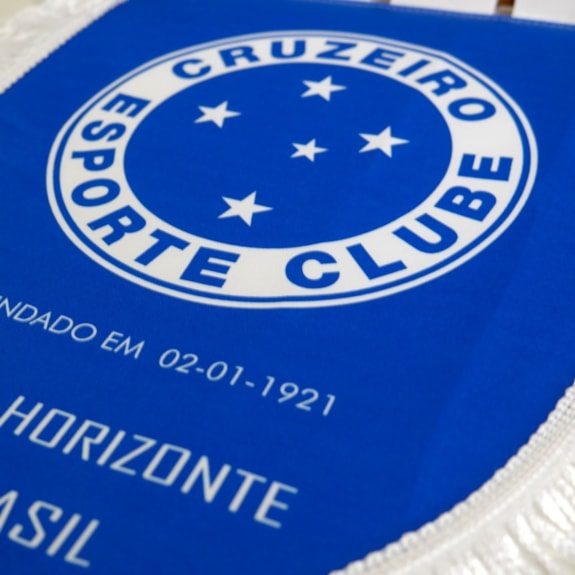 CRUZEIRO
ESPORTE CLUBE
NDADO EM 02-01-1921
HORIZONTE
ASIL